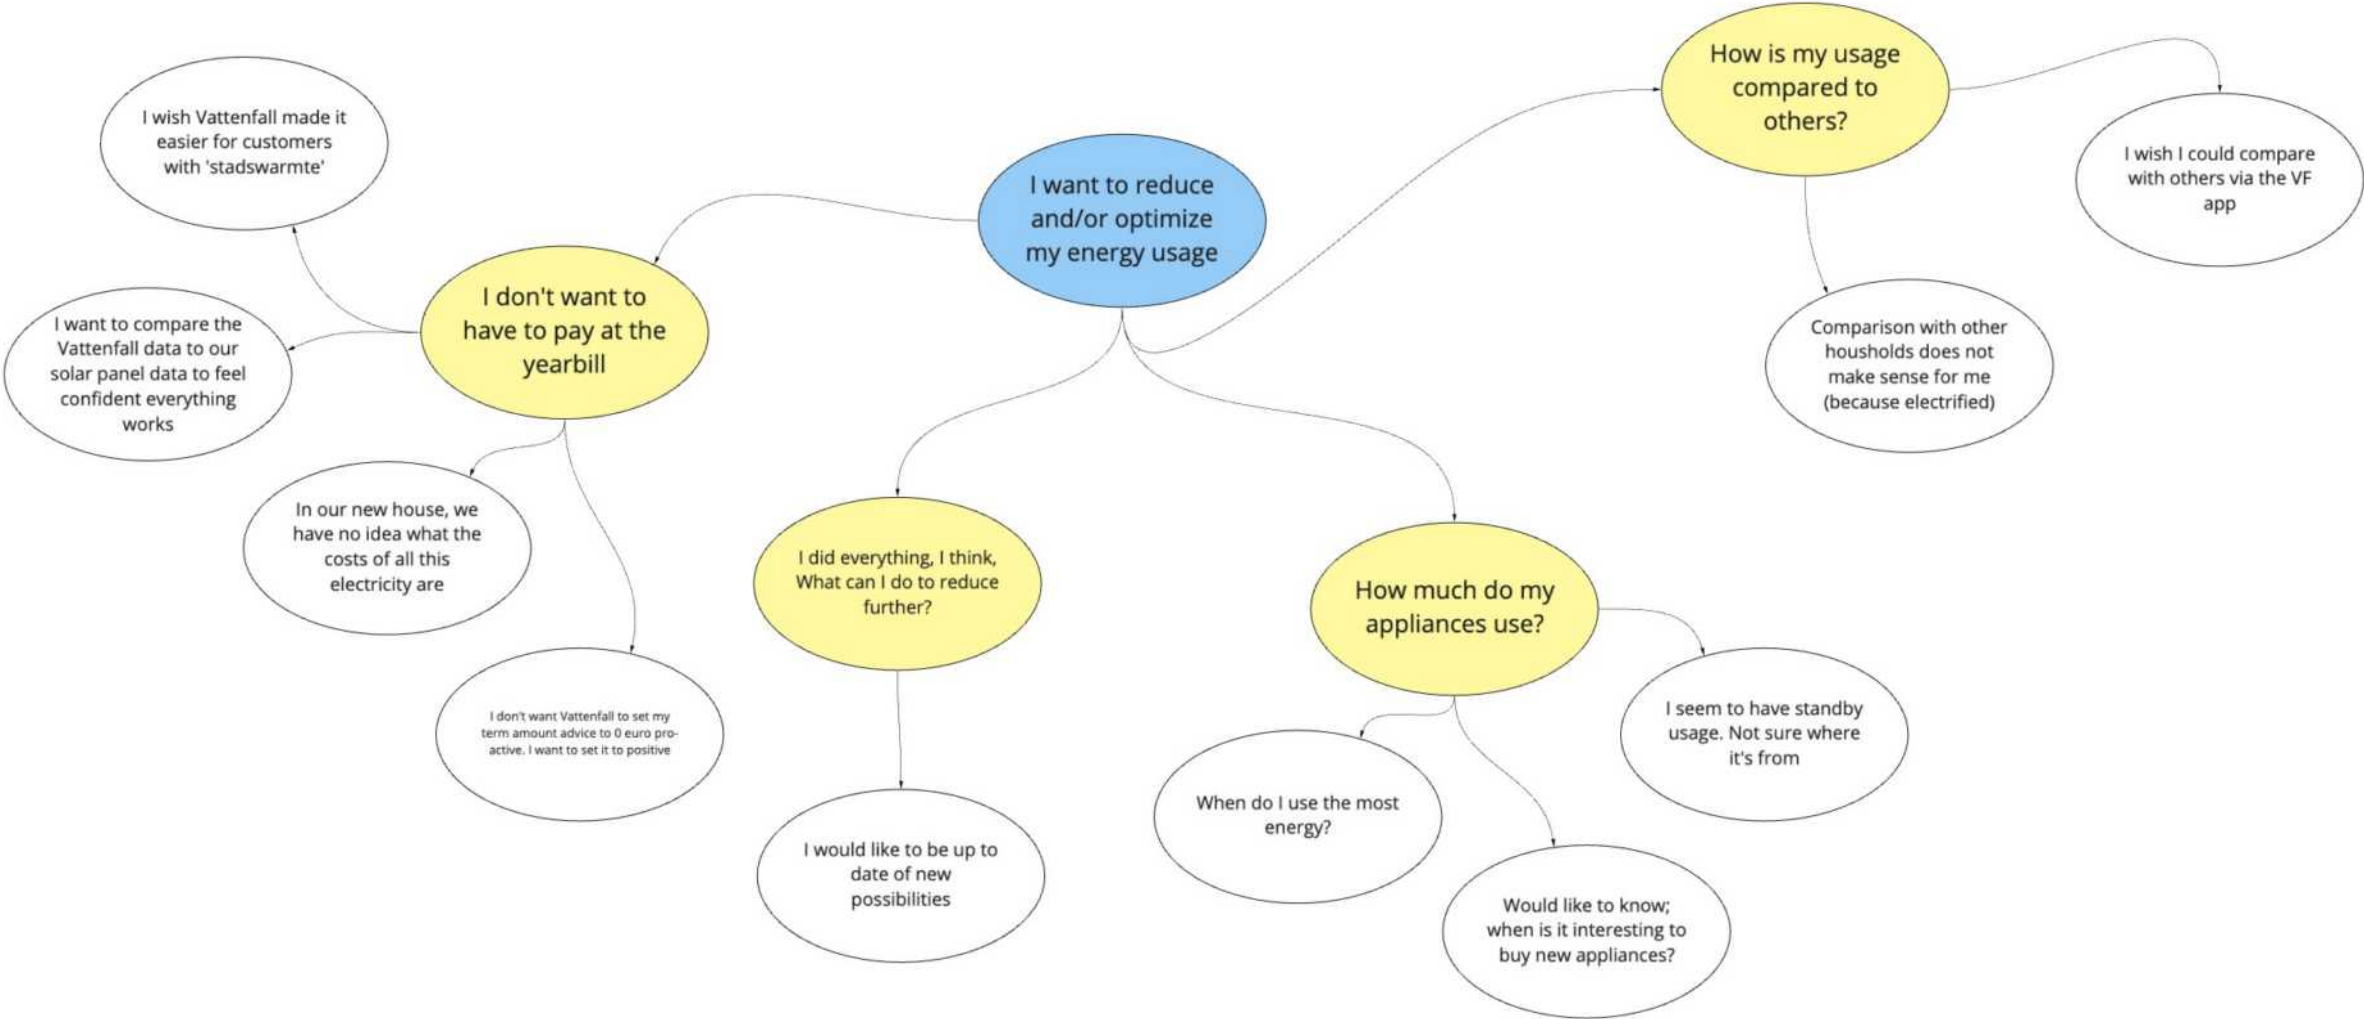 How is my usage
compared to
others?
I wish Vattenfall made it
easier for customers
with 'stadswarmte'
I wish I could compare
with others via the VF
app
I want to reduce
and/or optimize
my energy usage
I don't want to
have to pay at the
yearbill
I want to compare the
Vattenfall data to our
solar panel data to feel
confident everything
works
Comparison with other
housholds does not
make sense for me
(because electrified)
In our new house, we
have no idea what the
costs of all this
electricity are
I did everything, I think,
What can I do to reduce
further?
How much do my
appliances use?
I don't want Vattenfall to set my
term amount advice to 0 euro pro-
active. I want to set it to positive
I seem to have standby
usage. Not sure where
it's from
When do I use the most
energy?
I would like to be up to
date of new
possibilities
Would like to know;
when is it interesting to
buy new appliances?